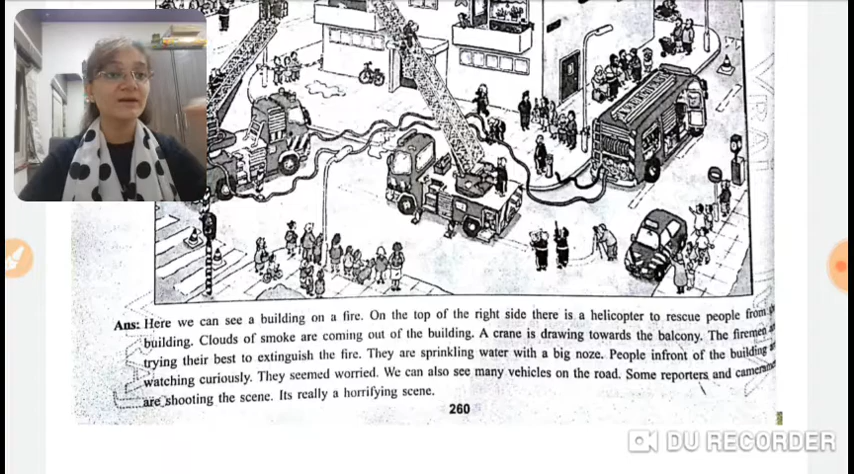 Ans: Here we can see a building on a fire. On the top of the right side there is a helicopter to rescue people from
building. Clouds of smoke are coming out of the building. A crane is drawing towards the balcony. The firemen
trying their best to extinguish the fire. They are sprinkling water with a big noze. People infront of the building
watching curiously. They seemed worried. We can also see many vehicles on the road. Some reporters and
are shooting the scene. Its really a horrifying scene.
260
DU RECORDER